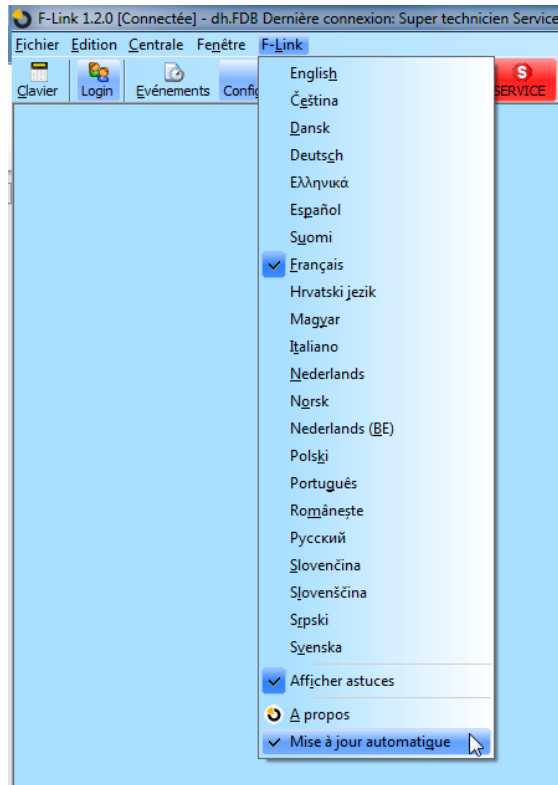 F-Link 1.2.0 [Connectée] - dh.FDB Dernière connexion: Super technicien Service
Fichier Edition Centrale Fenêtre F-Link
Clavier Login Evénements SERVICE
English
Čeština
Dansk
Deutsch
Ελληνικά
Español
Suomi
Français
Hrvatski jezik
Magyar
Italiano
Nederlands
Norsk
Nederlands (BE)
Polski
Português
Românește
Русский
Slovenčina
Slovenščina
Srpski
Svenska
Afficher astuces
A propos
Mise à jour automatique